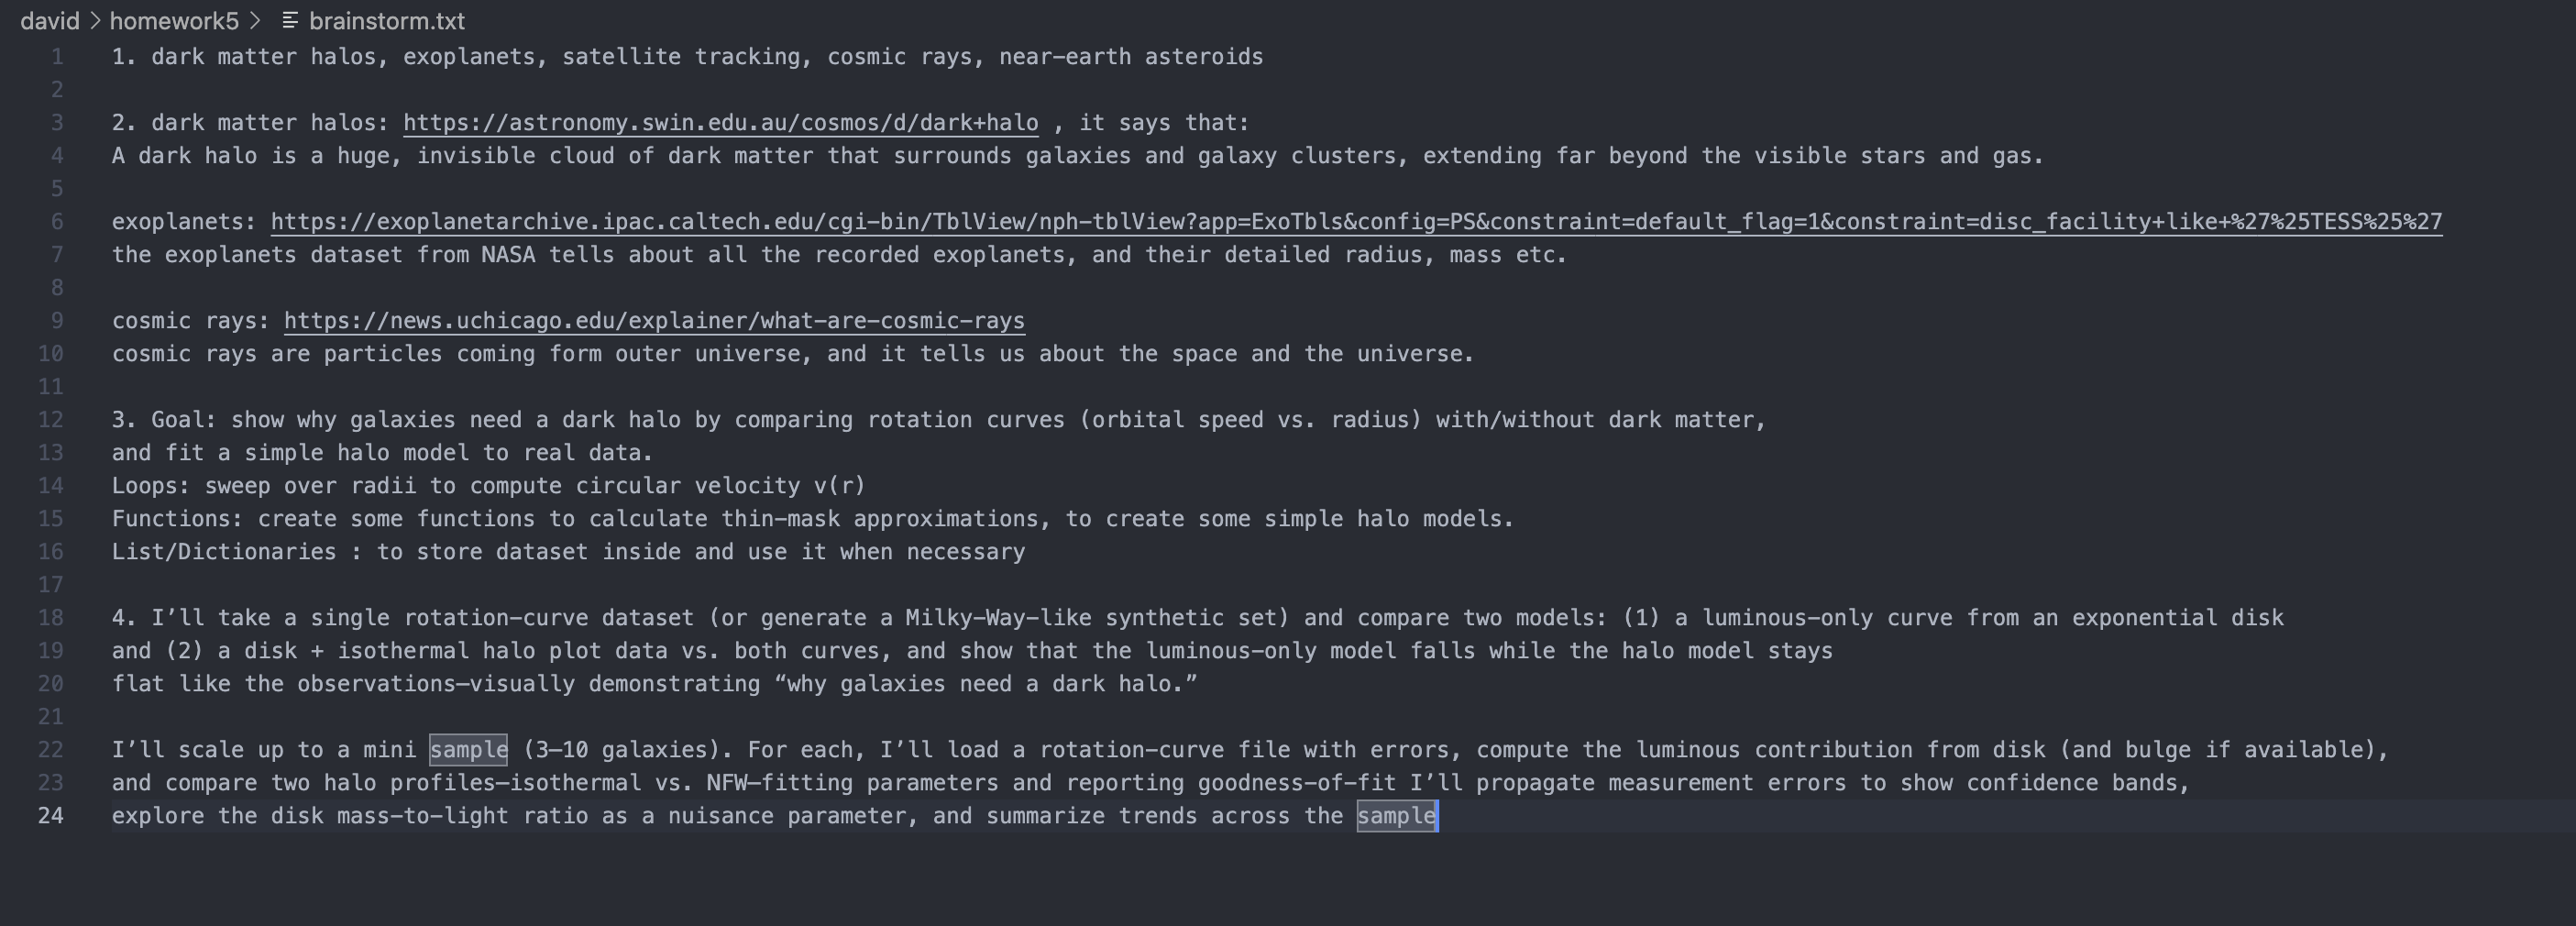 david > homework5 > brainstorm.txt
1 1. dark matter halos, exoplanets, satellite tracking, cosmic rays, near-earth asteroids
2
3 2. dark matter halos: https://astronomy.swin.edu.au/cosmos/d/dark+halo , it says that:
4 A dark halo is a huge, invisible cloud of dark matter that surrounds galaxies and galaxy clusters, extending far beyond the visible stars and gas.
5
6 exoplanets: https://exoplanetarchive.ipac.caltech.edu/cgi-bin/TblView/nph-tblView?app=ExoTbls&config=PS&constraint=default_flag=1&constraint=disc_facility+like+%27%25TESS%25%27
7 the exoplanets dataset from NASA tells about all the recorded exoplanets, and their detailed radius, mass etc.
8
9 cosmic rays: https://news.uchicago.edu/explainer/what-are-cosmic-rays
10 cosmic rays are particles coming form outer universe, and it tells us about the space and the universe.
11
12 3. Goal: show why galaxies need a dark halo by comparing rotation curves (orbital speed vs. radius) with/without dark matter,
13 and fit a simple halo model to real data.
14 Loops: sweep over radii to compute circular velocity v(r)
15 Functions: create some functions to calculate thin-mask approximations, to create some simple halo models.
16 List/Dictionaries : to store dataset inside and use it when necessary
17
18 4. I’ll take a single rotation-curve dataset (or generate a Milky-Way-like synthetic set) and compare two models: (1) a luminous-only curve from an exponential disk
19 and (2) a disk + isothermal halo plot data vs. both curves, and show that the luminous-only model falls while the halo model stays
20 flat like the observations—visually demonstrating “why galaxies need a dark halo.”
21
22 I’ll scale up to a mini sample (3–10 galaxies). For each, I’ll load a rotation-curve file with errors, compute the luminous contribution from disk (and bulge if available),
23 and compare two halo profiles-isothermal vs. NFW—fitting parameters and reporting goodness-of-fit I’ll propagate measurement errors to show confidence bands,
24 explore the disk mass-to-light ratio as a nuisance parameter, and summarize trends across the sample